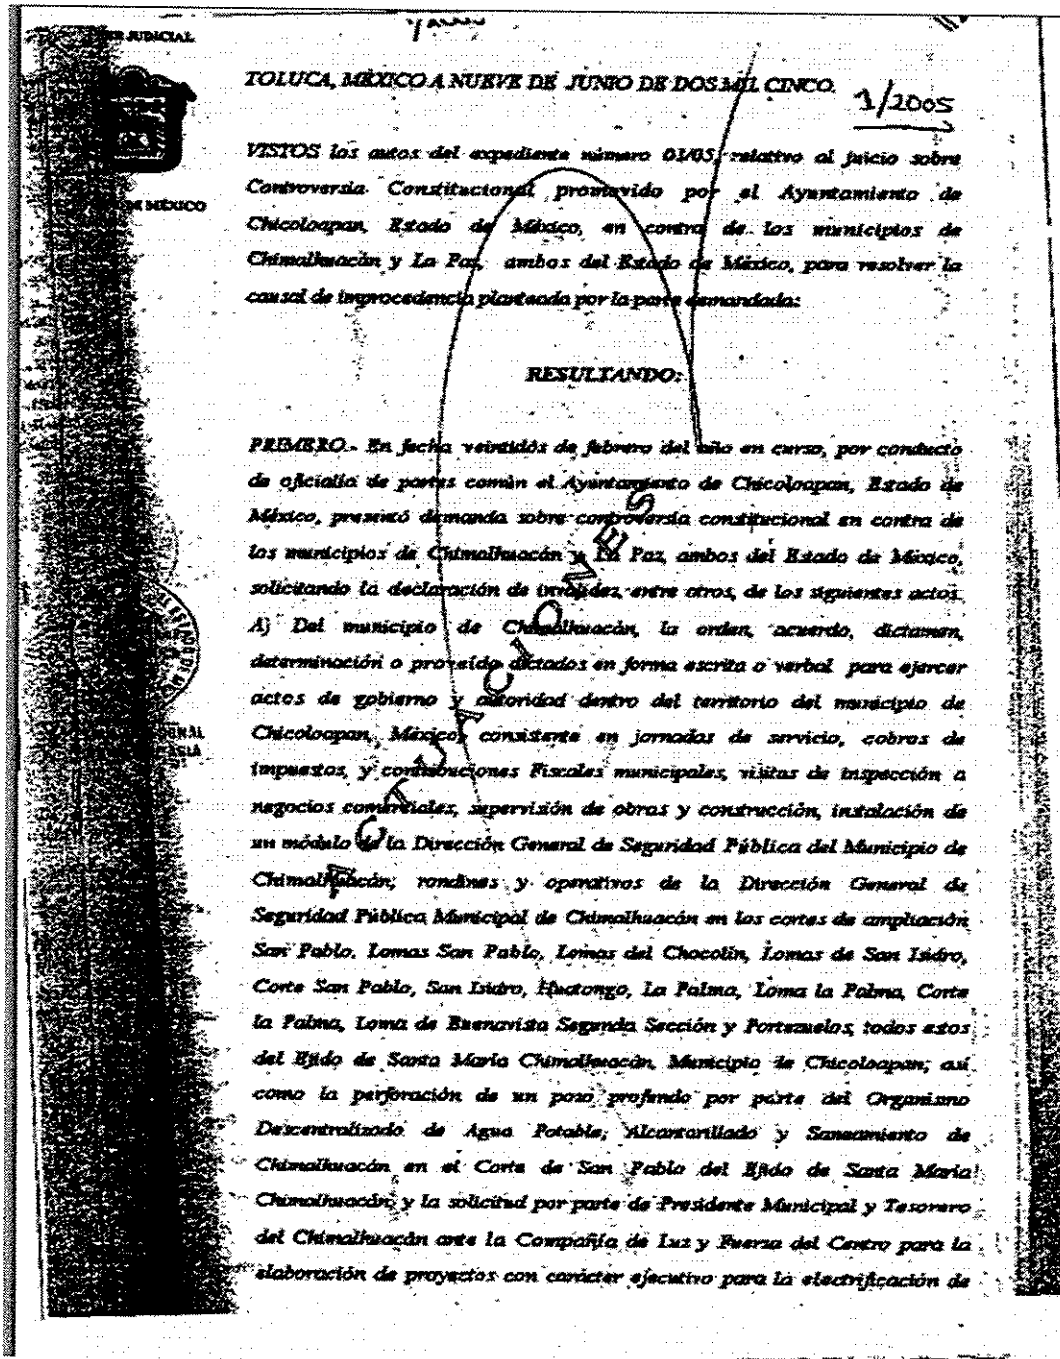 JUDICIAL
TOLUCA, MÉXICO A NUEVE DE JUNIO DE DOS MIL CINCO.
1/2005
VISTOS los autos del expediente número 01/05, relativo al juicio sobre
Controversia Constitucional promovido por el Ayuntamiento de
DE MÉXICO
Chicoloapan, Estado de México, en contra de los municipios de
Chimalhuacán y La Paz, ambos del Estado de México, para resolver la
causal de improcedencia planteada por la parte demandada:
RESULTANDO:
PRIMERO.- En fecha veintidós de febrero del año en curso, por conducto
de oficialía de partes común el Ayuntamiento de Chicoloapan, Estado de
México, presentó demanda sobre controversia constitucional en contra de
los municipios de Chimalhuacán y La Paz, ambos del Estado de México,
solicitando la declaración de invalidez, entre otros, de los siguientes actos.
A) Del municipio de Chimalhuacán, la orden, acuerdo, dictamen,
determinación o proveído dictados en forma escrita o verbal para ejercer
actos de gobierno y autoridad dentro del territorio del municipio de
Chicoloapan, México, consistente en jornadas de servicio, cobros de
impuestos, y contribuciones Fiscales municipales, visitas de inspección a
negocios comerciales, supervisión de obras y construcción, instalación de
un módulo de la Dirección General de Seguridad Pública del Municipio de
Chimalhuacán; rondines y operativos de la Dirección General de
Seguridad Pública Municipal de Chimalhuacán en los cortes de ampliación
San Pablo, Lomas San Pablo, Lomas del Chocolín, Lomas de San Isidro,
Corte San Pablo, San Isidro, Huatongo, La Palma, Loma la Palma, Corte
la Palma, Loma de Buenavista Segunda Sección y Portezuelos, todos estos
del Ejido de Santa María Chimalhuacán, Municipio de Chicoloapan; así
como la perforación de un pozo profundo por parte del Organismo
Descentralizado de Agua Potable, Alcantarillado y Saneamiento de
Chimalhuacán en el Corte de San Pablo del Ejido de Santa María
Chimalhuacán, y la solicitud por parte de Presidente Municipal y Tesorero
del Chimalhuacán ante la Compañía de Luz y Fuerza del Centro para la
elaboración de proyectos con carácter ejecutivo para la electrificación de